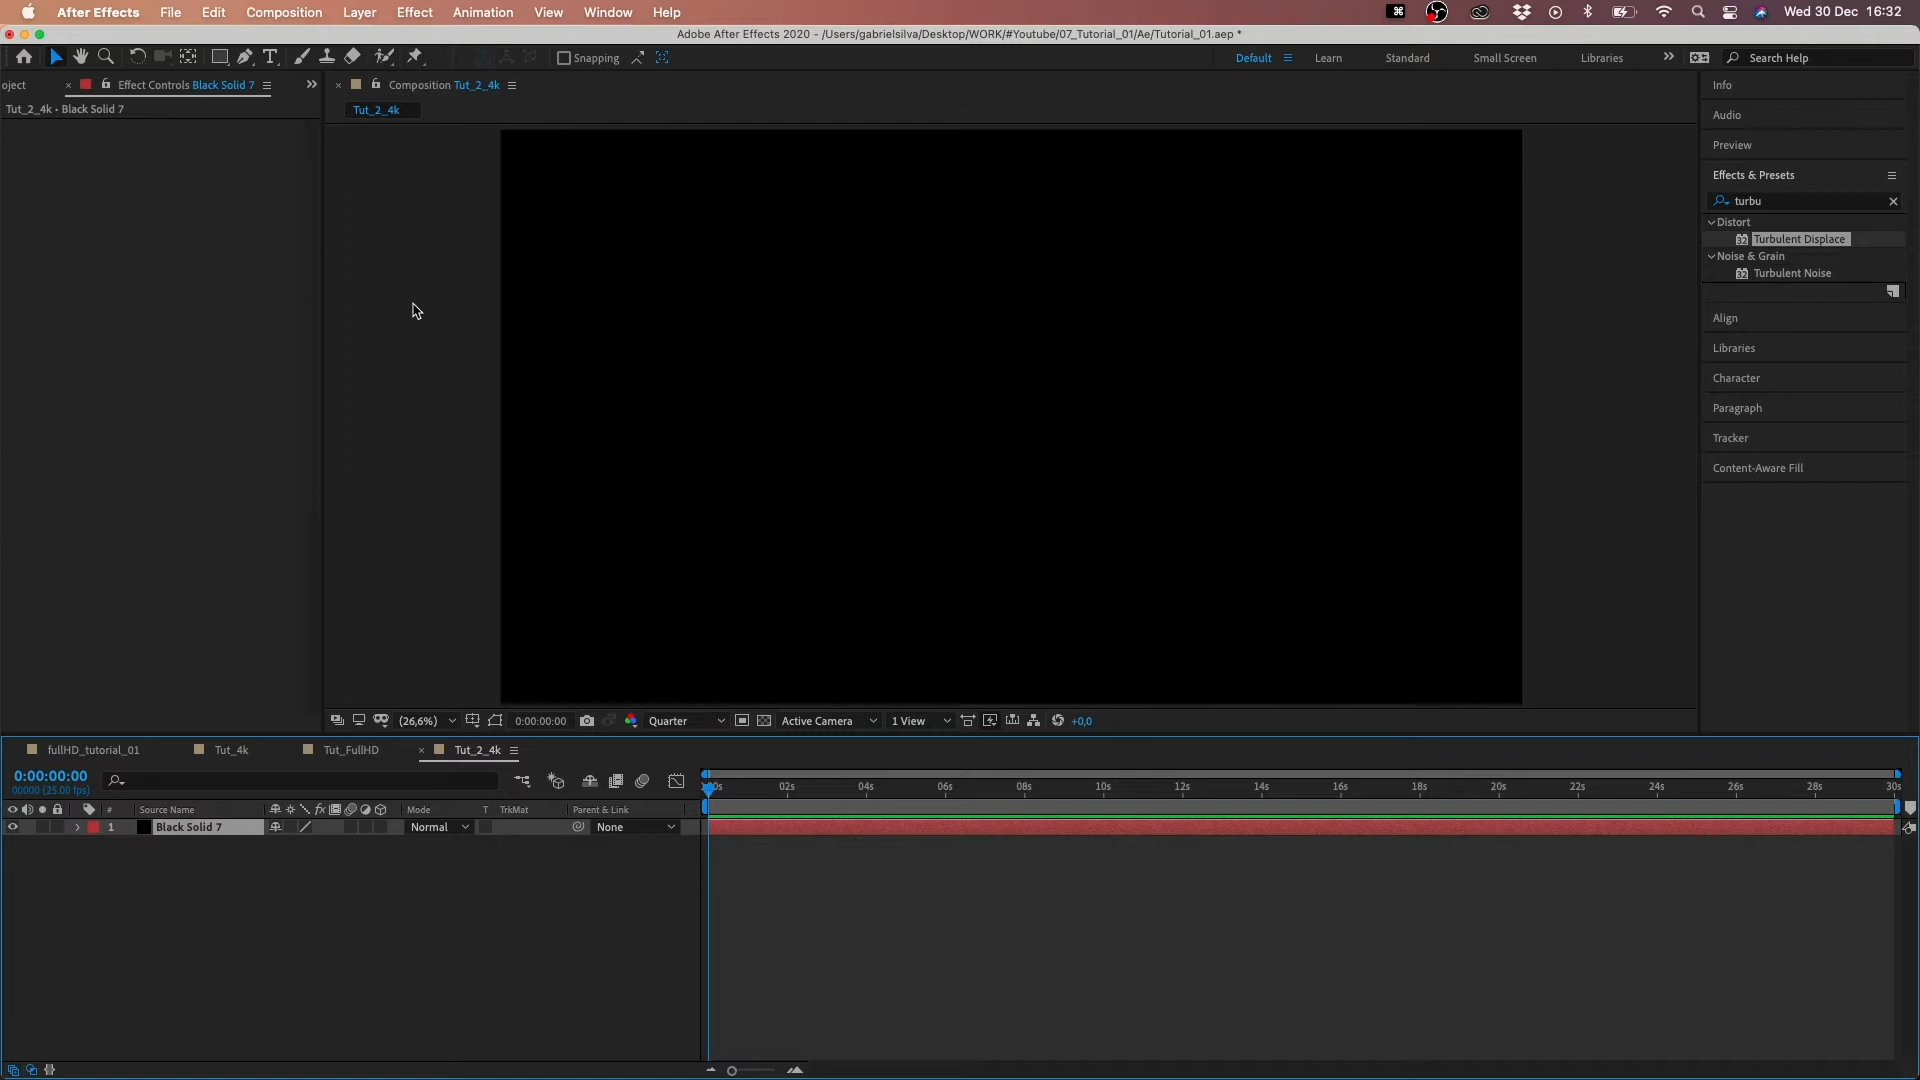 After Effects File Edit Composition Layer Effect Animation View Window Help Wed 30 Dec 16:32
Adobe After Effects 2020 - /Users/gabrielsilva/Desktop/WORK/#Youtube/07_Tutorial_01/Ae/Tutorial_01.aep *
Snapping Default Learn Standard Small Screen Libraries Search Help
oject Effect Controls Black Solid 7 Composition Tut_2_4k
Tut_2_4k • Black Solid 7
Tut_2_4k
Info
Audio
Preview
Effects & Presets
turbu
Distort
32 Turbulent Displace
Noise & Grain
32 Turbulent Noise
Align
Libraries
Character
Paragraph
Tracker
Content-Aware Fill
(26,6%) 0:00:00:00 Quarter Active Camera 1 View +0,0
fullHD_tutorial_01 Tut_4k Tut_FullHD Tut_2_4k
0:00:00:00
00000 (25.00 fps)
02s 04s 06s 08s 10s 12s 14s 16s 18s 20s 22s 24s 26s 28s 30s
# Source Name fx Mode T TrkMat Parent & Link
1 Black Solid 7 Normal None